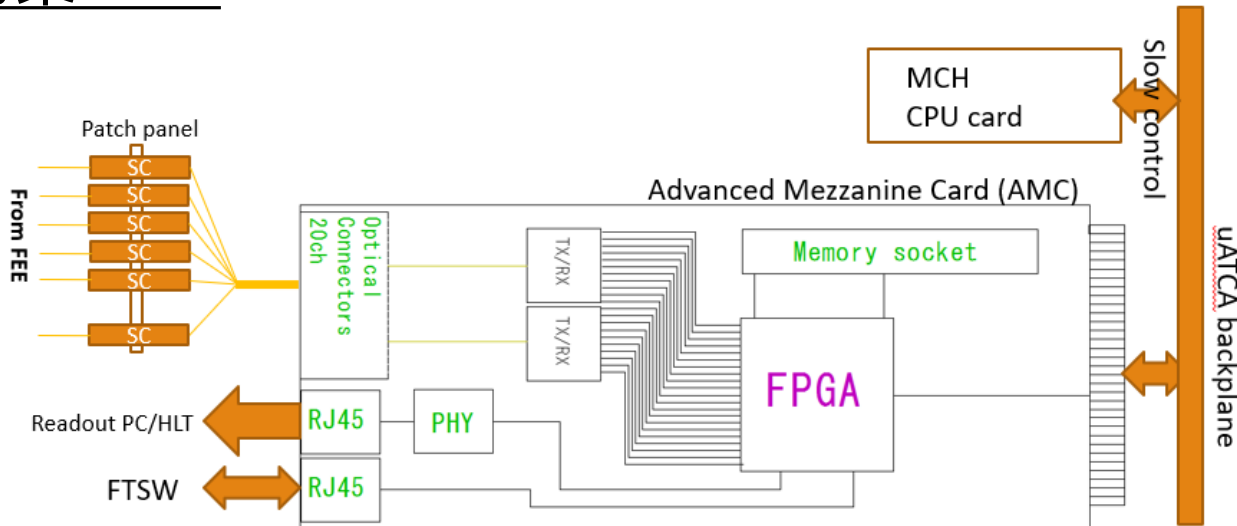 MCH
CPU card
Slow control
Patch panel
SC
SC
SC
SC
SC
SC
From FEE
Advanced Mezzanine Card (AMC)
Optical
Connectors
20ch
TX/RX
TX/RX
Memory socket
FPGA
uATCA backplane
Readout PC/HLT
RJ45
PHY
FTSW
RJ45